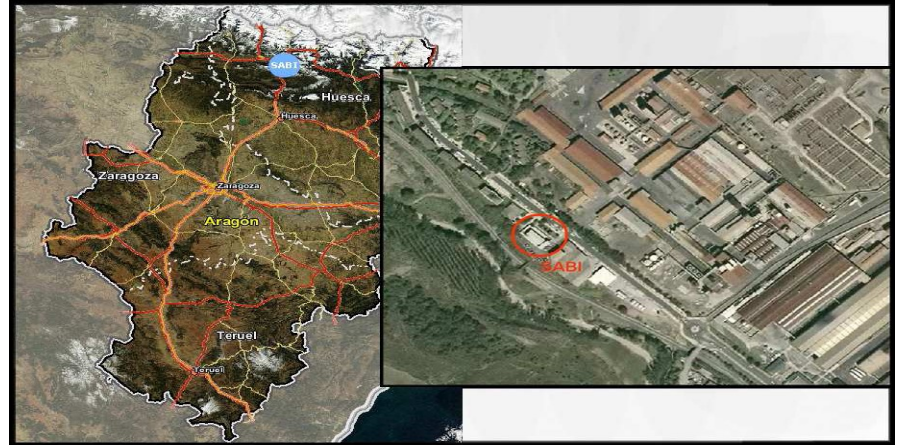 SABI
Huesca
Huesca
Zaragoza
Zaragoza
Aragón
Teruel
Teruel
SABI